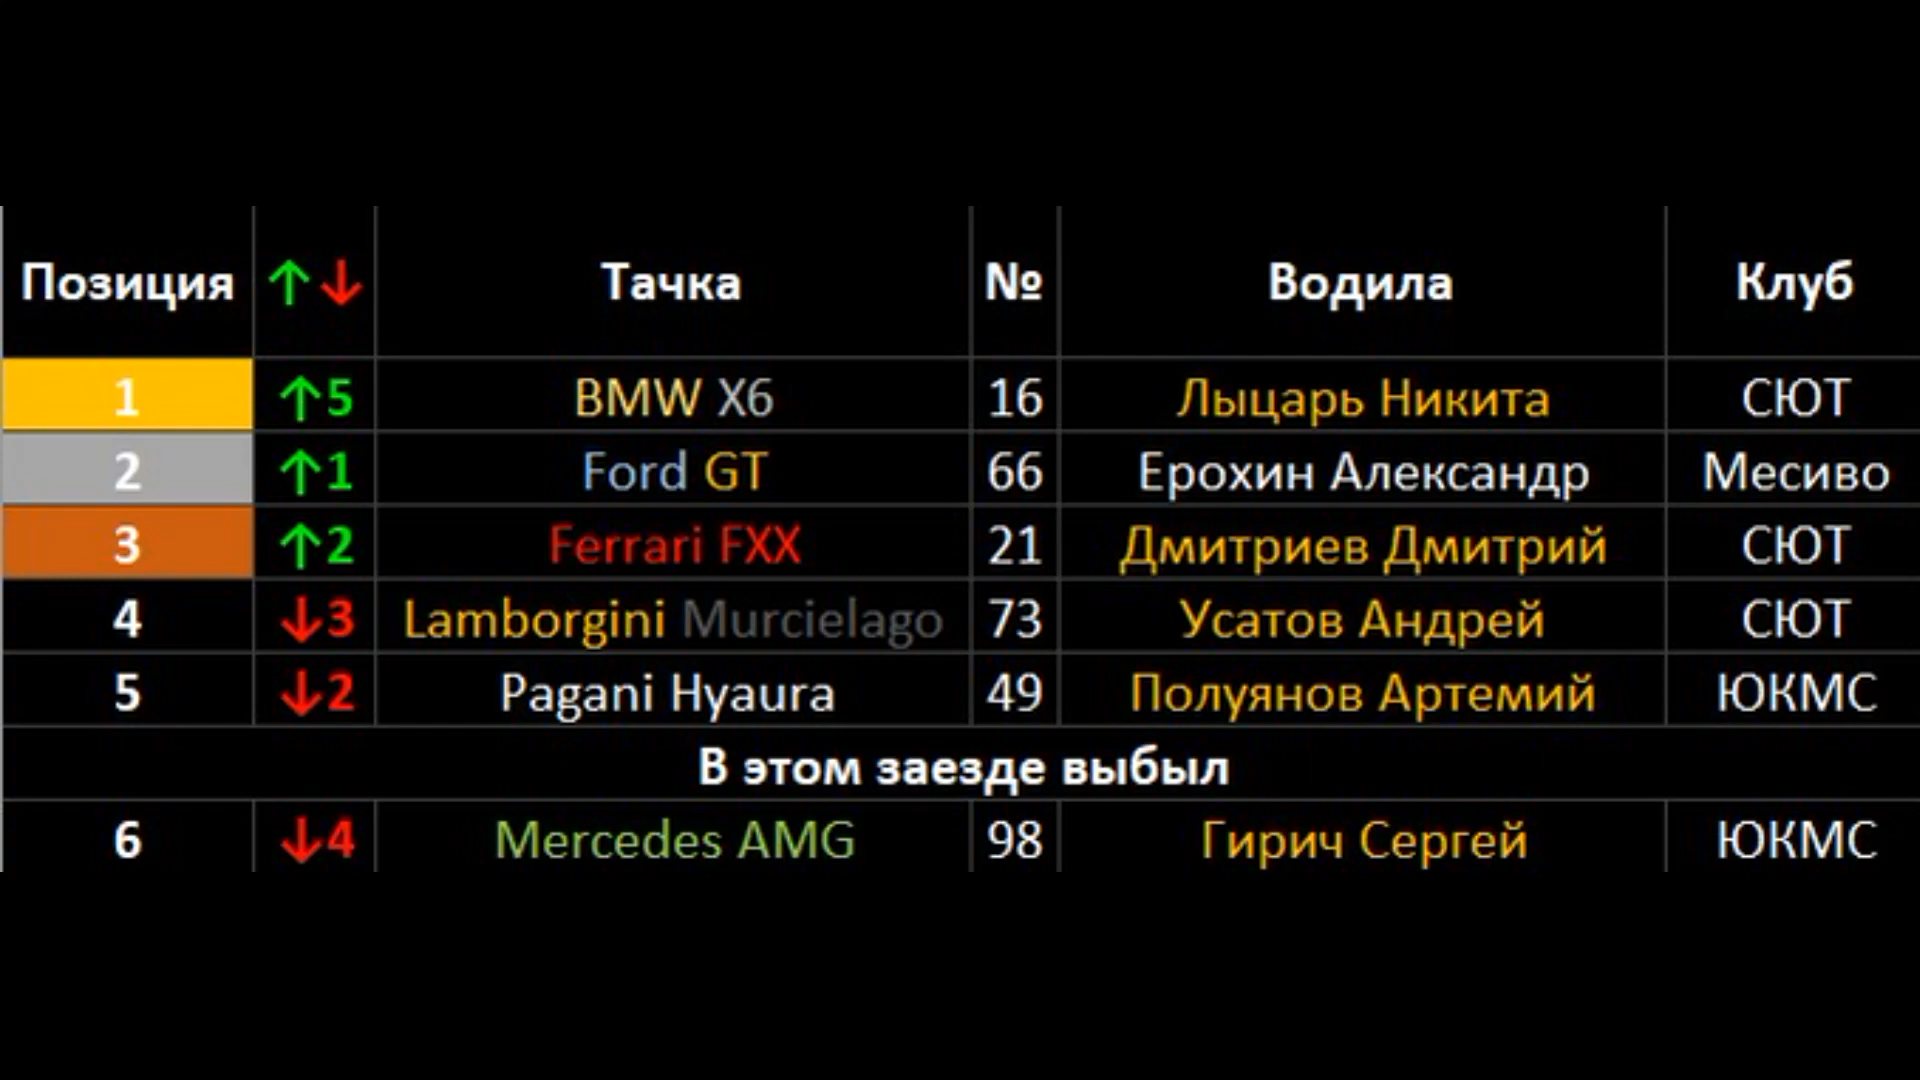 Позиция ↑↓ Тачка № Водила Клуб
1 ↑5 BMW X6 16 Лыцарь Никита СЮТ
2 ↑1 Ford GT 66 Ерохин Александр Месиво
3 ↑2 Ferrari FXX 21 Дмитриев Дмитрий СЮТ
4 ↓3 Lamborgini Murcielago 73 Усатов Андрей СЮТ
5 ↓2 Pagani Hyaura 49 Полуянов Артемий ЮКМС
В этом заезде выбыл
6 ↓4 Mercedes AMG 98 Гирич Сергей ЮКМС